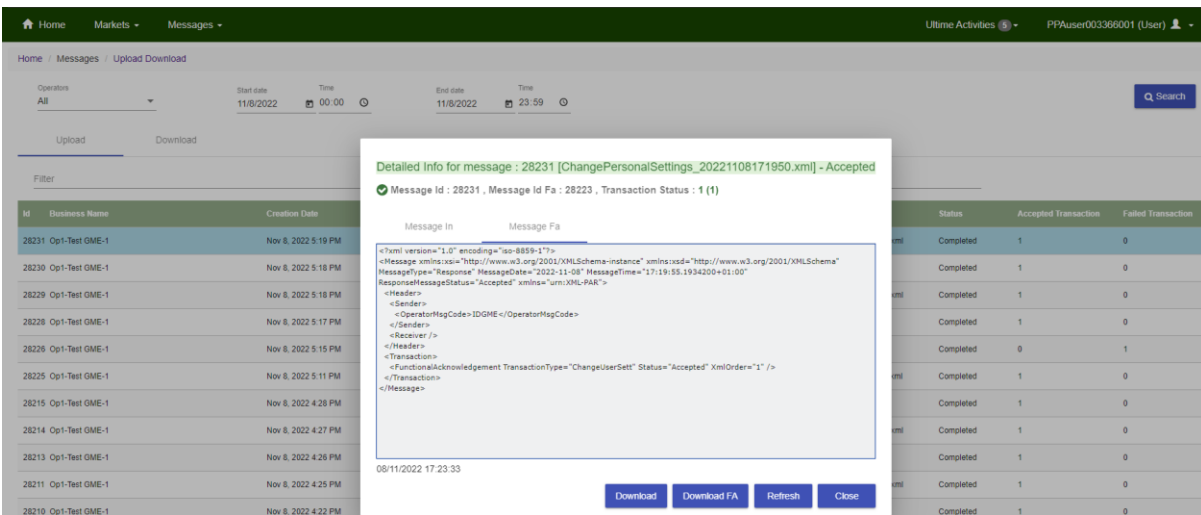 Home Markets Messages Ultime Activities 5 PPAuser003366001 (User)
Home / Messages / Upload Download
Operators Start date Time End date Time
All 11/8/2022 00:00 11/8/2022 23:59 Search
Upload Download
Filter
Detailed Info for message : 28231 [ChangePersonalSettings_20221108171950.xml] - Accepted
Message Id : 28231 , Message Id Fa : 28223 , Transaction Status : 1 (1)
Message In Message Fa
<?xml version="1.0" encoding="iso-8859-1"?>
<Message xmlns:xsi="http://www.w3.org/2001/XMLSchema-instance" xmlns:xsd="http://www.w3.org/2001/XMLSchema"
MessageType="Response" MessageDate="2022-11-08" MessageTime="17:19:55.1934200+01:00"
ResponseMessageStatus="Accepted" xmlns="urn:XML-PAR">
<Header>
<Sender>
<OperatorMsgCode>IDGME</OperatorMsgCode>
</Sender>
<Receiver />
</Header>
<Transaction>
<FunctionalAcknowledgement TransactionType="ChangeUserSett" Status="Accepted" XmlOrder="1" />
</Transaction>
</Message>
08/11/2022 17:23:33
Download Download FA Refresh Close
Id Business Name Creation Date Status Accepted Transaction Failed Transaction
28231 Op1-Test GME-1 Nov 8, 2022 5:19 PM xml Completed 1 0
28230 Op1-Test GME-1 Nov 8, 2022 5:18 PM Completed 1 0
28229 Op1-Test GME-1 Nov 8, 2022 5:18 PM xml Completed 1 0
28228 Op1-Test GME-1 Nov 8, 2022 5:17 PM Completed 1 0
28226 Op1-Test GME-1 Nov 8, 2022 5:15 PM Completed 0 1
28225 Op1-Test GME-1 Nov 8, 2022 5:11 PM xml Completed 1 0
28215 Op1-Test GME-1 Nov 8, 2022 4:28 PM Completed 1 0
28214 Op1-Test GME-1 Nov 8, 2022 4:27 PM xml Completed 1 0
28213 Op1-Test GME-1 Nov 8, 2022 4:26 PM Completed 1 0
28211 Op1-Test GME-1 Nov 8, 2022 4:25 PM xml Completed 1 0
28210 Op1-Test GME-1 Nov 8, 2022 4:22 PM Completed 1 0